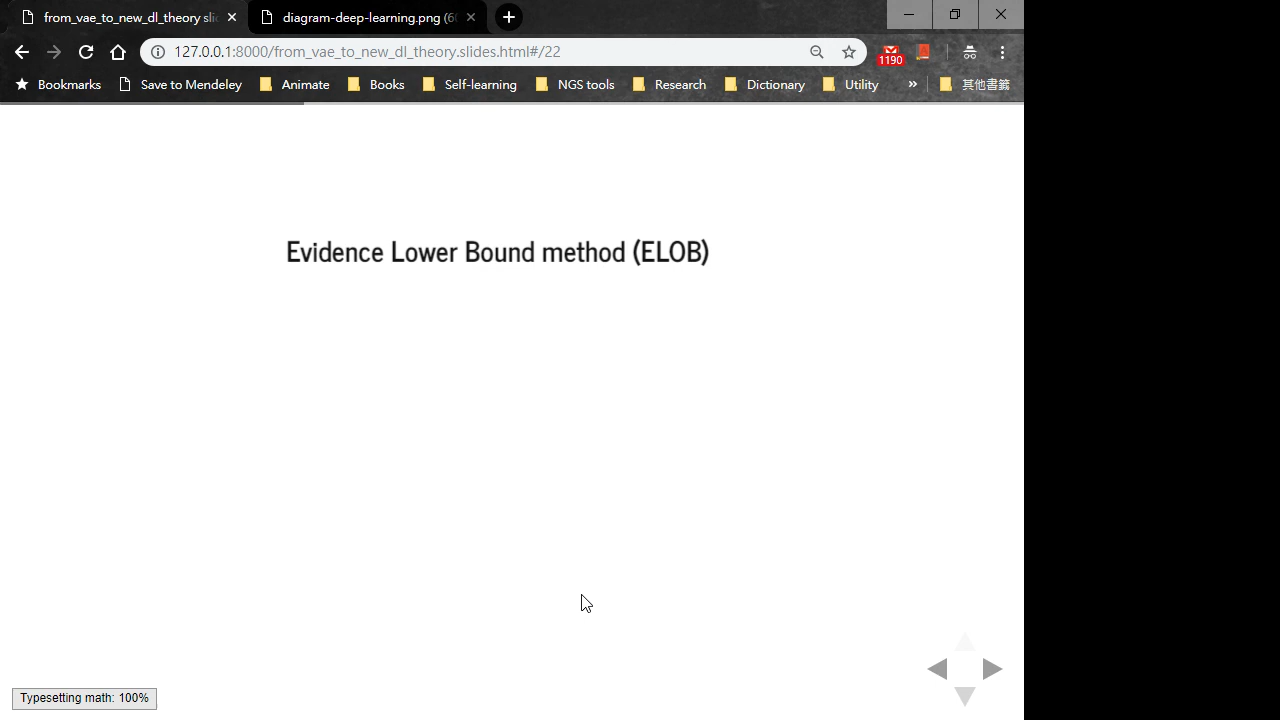 from_vae_to_new_dl_theory slid
diagram-deep-learning.png (60
127.0.0.1:8000/from_vae_to_new_dl_theory.slides.html#/22
1190
Bookmarks Save to Mendeley Animate Books Self-learning NGS tools Research Dictionary Utility » 其他書籤
Evidence Lower Bound method (ELOB)
Typesetting math: 100%